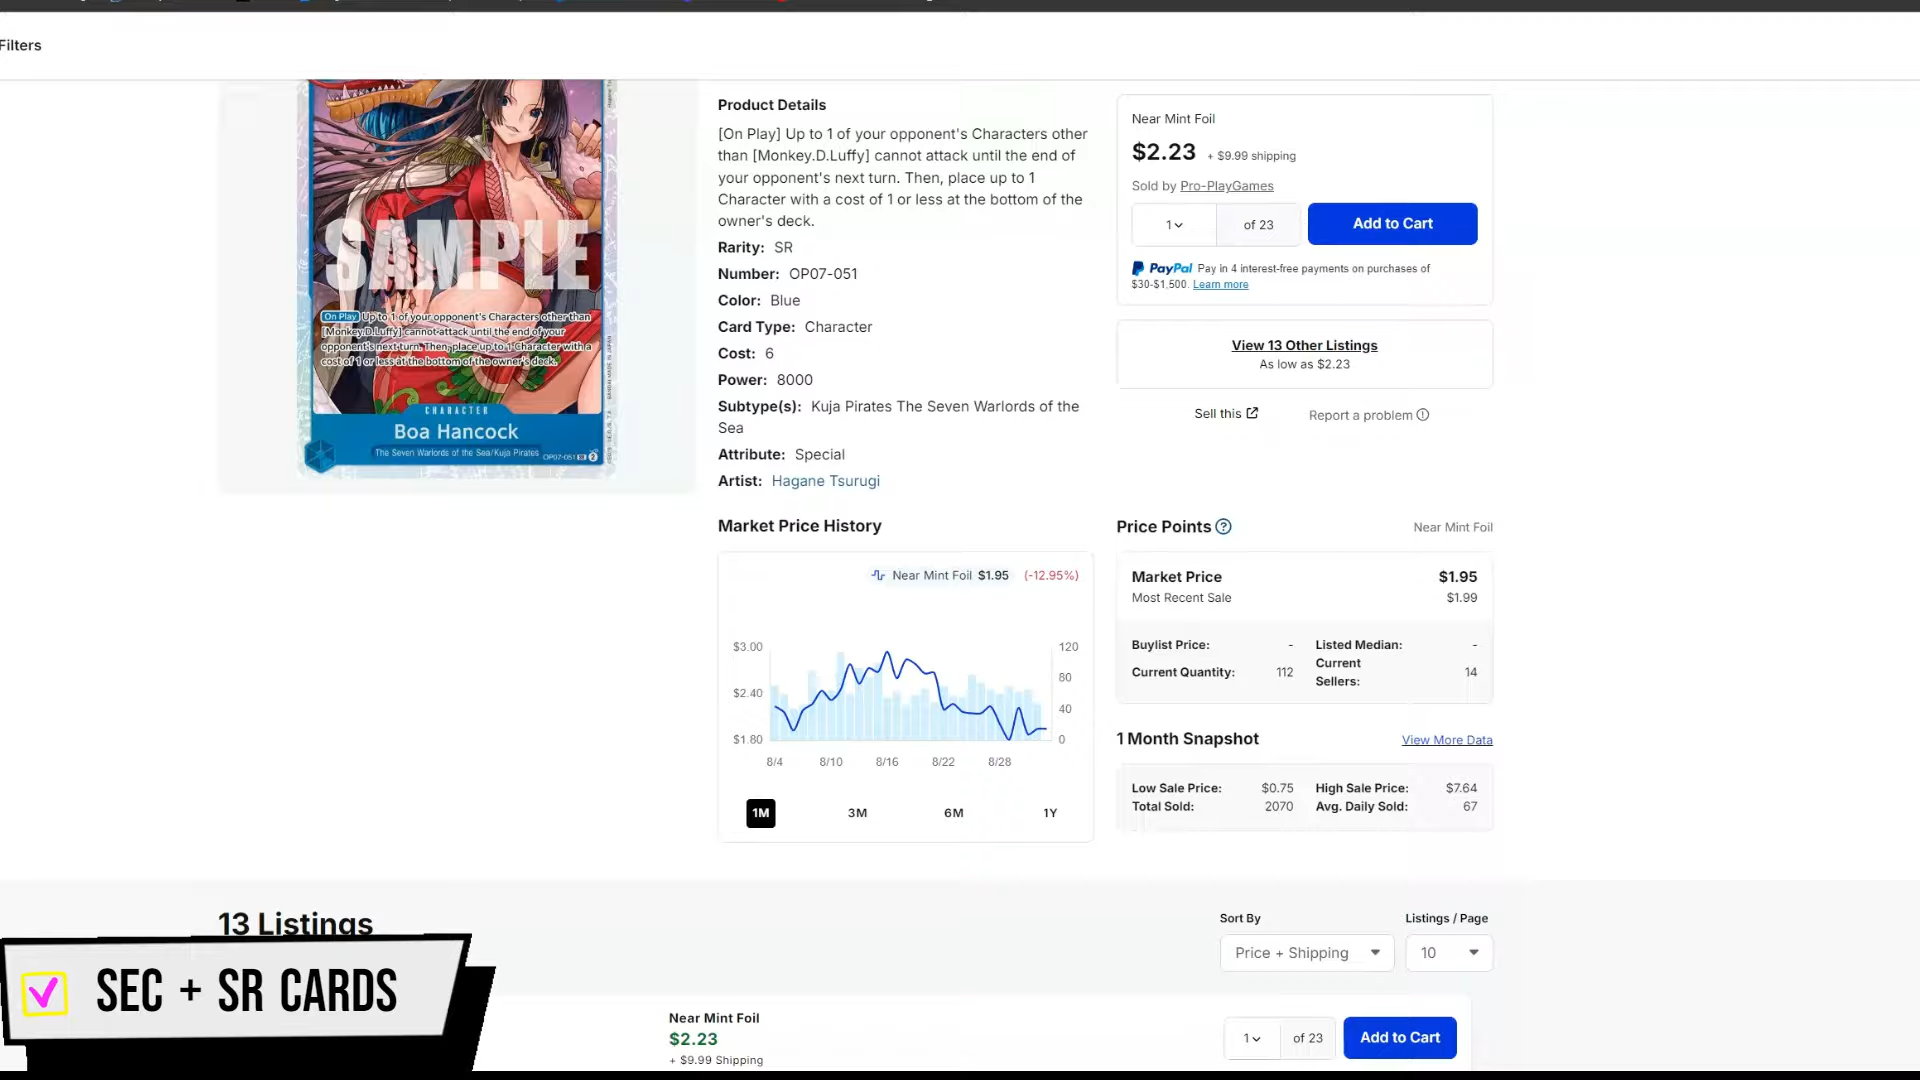 Filters
SAMPLE
On Play Up to 1 of your opponent's Characters other than
[Monkey.D.Luffy] cannot attack until the end of your
opponent's next turn. Then, place up to 1 Character with a
cost of 1 or less at the bottom of the owner's deck.
CHARACTER
Boa Hancock
The Seven Warlords of the Sea/Kuja Pirates OP07-051 SR 2
Product Details
[On Play] Up to 1 of your opponent's Characters other
than [Monkey.D.Luffy] cannot attack until the end of
your opponent's next turn. Then, place up to 1
Character with a cost of 1 or less at the bottom of the
owner's deck.
Rarity: SR
Number: OP07-051
Color: Blue
Card Type: Character
Cost: 6
Power: 8000
Subtype(s): Kuja Pirates The Seven Warlords of the
Sea
Attribute: Special
Artist: Hagane Tsurugi
Near Mint Foil
$2.23 + $9.99 shipping
Sold by Pro-PlayGames
1 of 23 Add to Cart
PayPal Pay in 4 interest-free payments on purchases of
$30-$1,500. Learn more
View 13 Other Listings
As low as $2.23
Sell this Report a problem
Market Price History
Near Mint Foil $1.95 (-12.95%)
$3.00 120
80
$2.40
40
$1.80 0
8/4 8/10 8/16 8/22 8/28
1M 3M 6M 1Y
Price Points ? Near Mint Foil
Market Price $1.95
Most Recent Sale $1.99
Buylist Price: - Listed Median: -
Current Quantity: 112 Current Sellers: 14
1 Month Snapshot View More Data
Low Sale Price: $0.75 High Sale Price: $7.64
Total Sold: 2070 Avg. Daily Sold: 67
13 Listings
Sort By Listings / Page
Price + Shipping 10
SEC + SR CARDS
Near Mint Foil
$2.23
+ $9.99 Shipping
1 of 23 Add to Cart